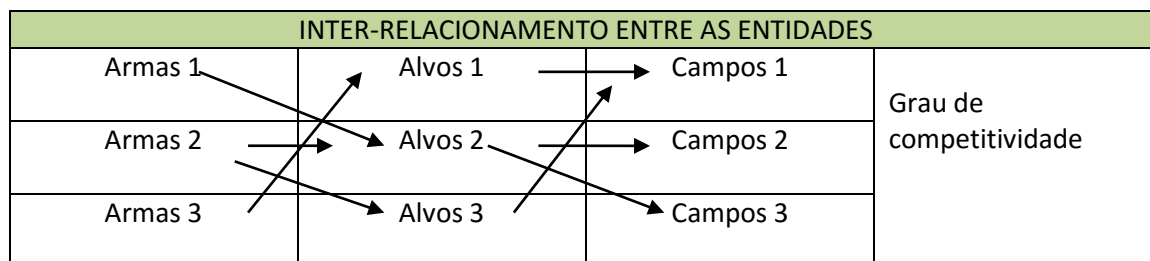 INTER-RELACIONAMENTO ENTRE AS ENTIDADES
Armas 1 Alvos 1 Campos 1
Grau de
competitividade
Armas 2 Alvos 2 Campos 2
Armas 3 Alvos 3 Campos 3